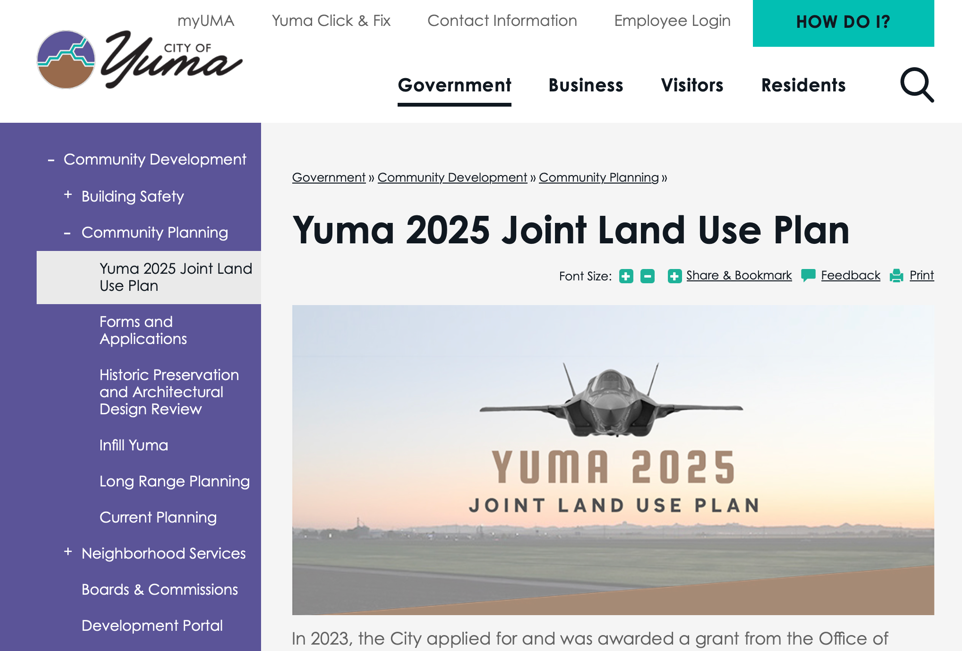 myUMA Yuma Click & Fix Contact Information Employee Login HOW DO I?
CITY OF
Yuma
Government Business Visitors Residents
– Community Development
+ Building Safety
– Community Planning
Yuma 2025 Joint Land
Use Plan
Forms and
Applications
Historic Preservation
and Architectural
Design Review
Infill Yuma
Long Range Planning
Current Planning
+ Neighborhood Services
Boards & Commissions
Development Portal
Government » Community Development » Community Planning »
Yuma 2025 Joint Land Use Plan
Font Size: + - + Share & Bookmark Feedback Print
YUMA 2025
JOINT LAND USE PLAN
In 2023, the City applied for and was awarded a grant from the Office of